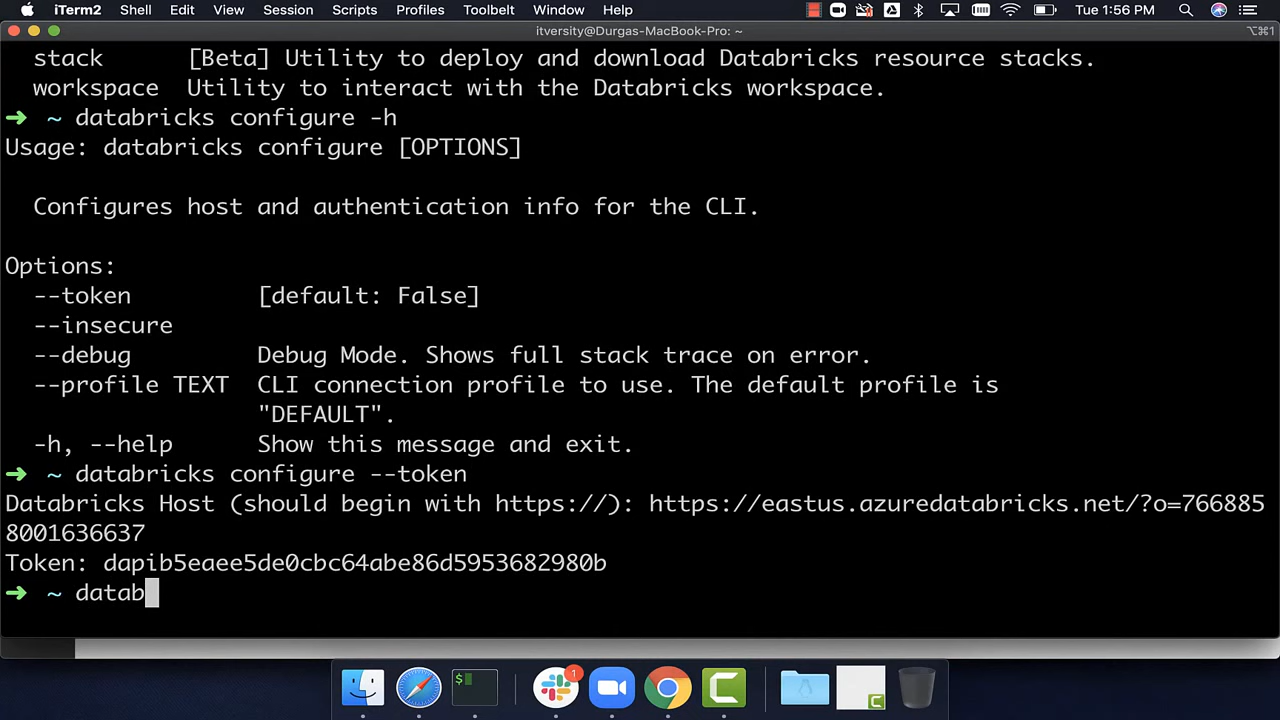 iTerm2 Shell Edit View Session Scripts Profiles Toolbelt Window Help Tue 1:56 PM
itversity@Durgas-MacBook-Pro: ~ ⌥⌘1
stack [Beta] Utility to deploy and download Databricks resource stacks.
workspace Utility to interact with the Databricks workspace.
➜ ~ databricks configure -h
Usage: databricks configure [OPTIONS]
Configures host and authentication info for the CLI.
Options:
--token [default: False]
--insecure
--debug Debug Mode. Shows full stack trace on error.
--profile TEXT CLI connection profile to use. The default profile is
"DEFAULT".
-h, --help Show this message and exit.
➜ ~ databricks configure --token
Databricks Host (should begin with https://): https://eastus.azuredatabricks.net/?o=766885
8001636637
Token: dapib5eaee5de0cbc64abe86d5953682980b
➜ ~ datab
$
1
C
C